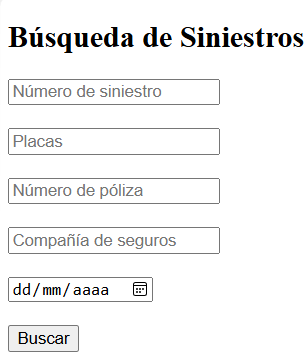 Búsqueda de Siniestros
Número de siniestro
Placas
Número de póliza
Compañía de seguros
dd/mm/aaaa
Buscar